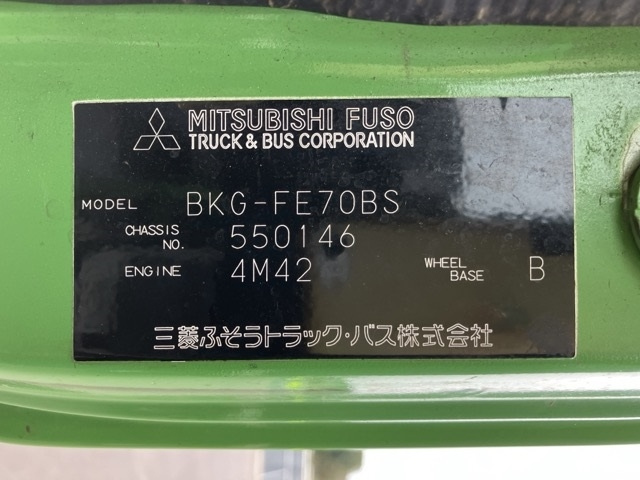 MITSUBISHI FUSO
TRUCK & BUS CORPORATION
MODEL BKG-FE70BS
CHASSIS NO. 550146
ENGINE 4M42 WHEEL BASE B
三菱ふそうトラック・バス株式会社